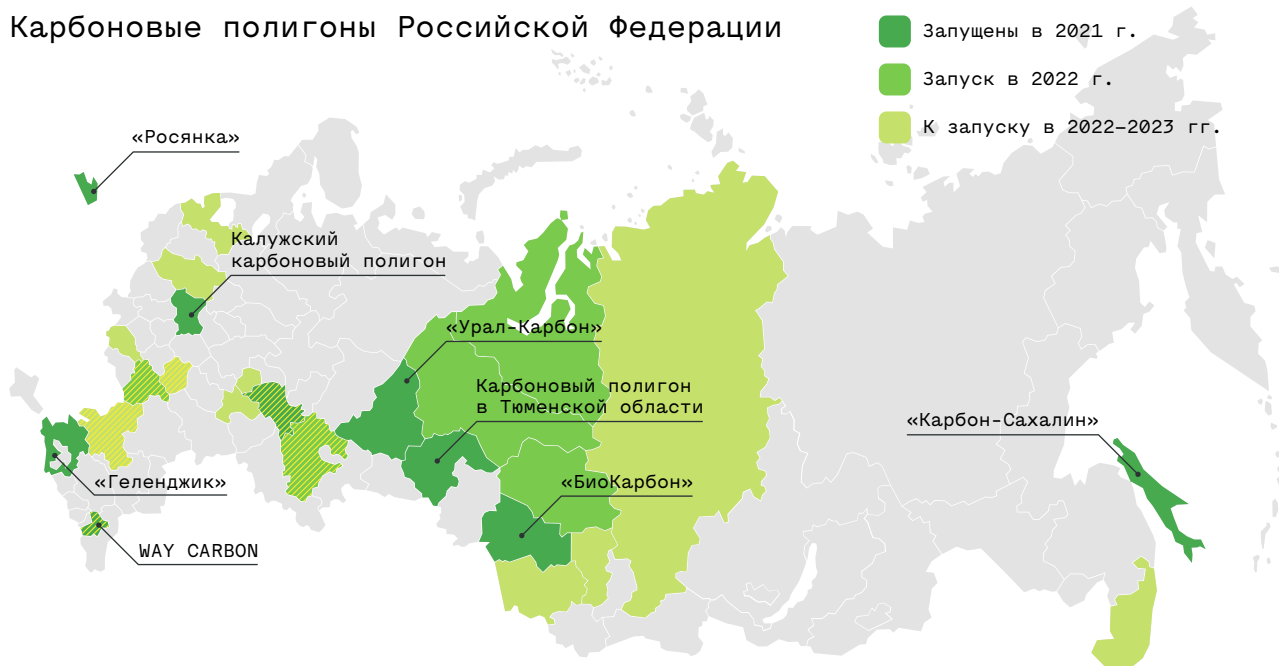 Карбоновые полигоны Российской Федерации
Запущены в 2021 г.
Запуск в 2022 г.
К запуску в 2022–2023 гг.
«Росянка»
Калужский
карбоновый полигон
«Урал-Карбон»
Карбоновый полигон
в Тюменской области
«Карбон-Сахалин»
«Геленджик»
«БиоКарбон»
WAY CARBON